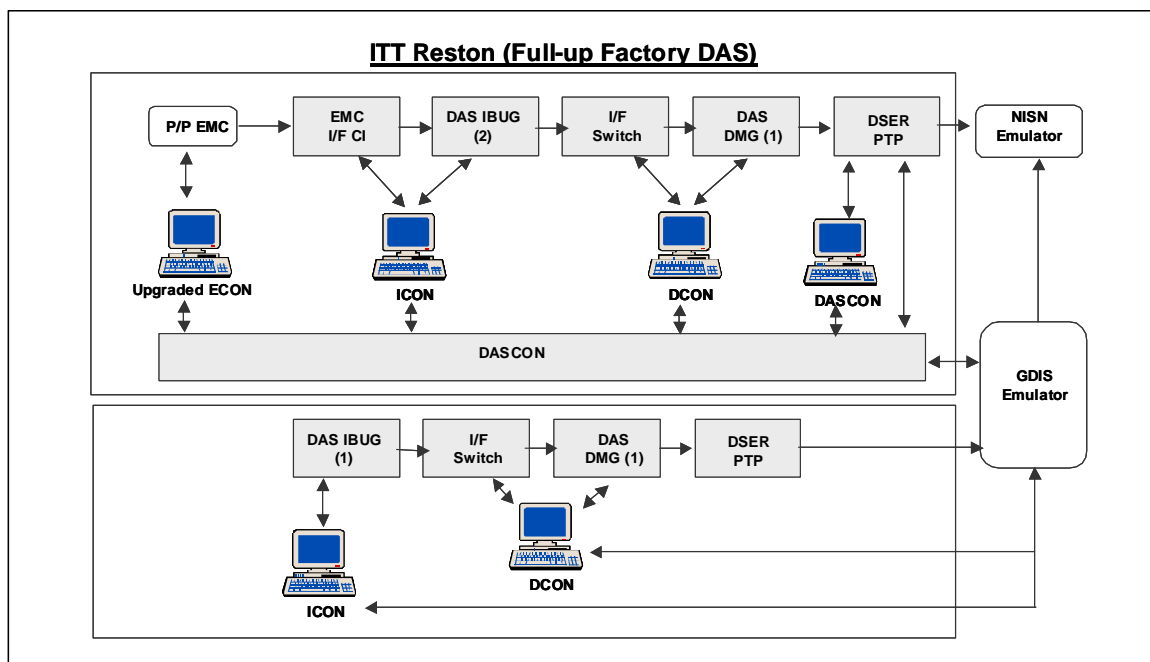 ITT Reston (Full-up Factory DAS)
P/P EMC
EMC
I/F CI
DAS IBUG
(2)
I/F
Switch
DAS
DMG (1)
DSER
PTP
NISN
Emulator
Upgraded ECON
ICON
DCON
DASCON
DASCON
GDIS
Emulator
DAS IBUG
(1)
I/F
Switch
DAS
DMG (1)
DSER
PTP
DCON
ICON